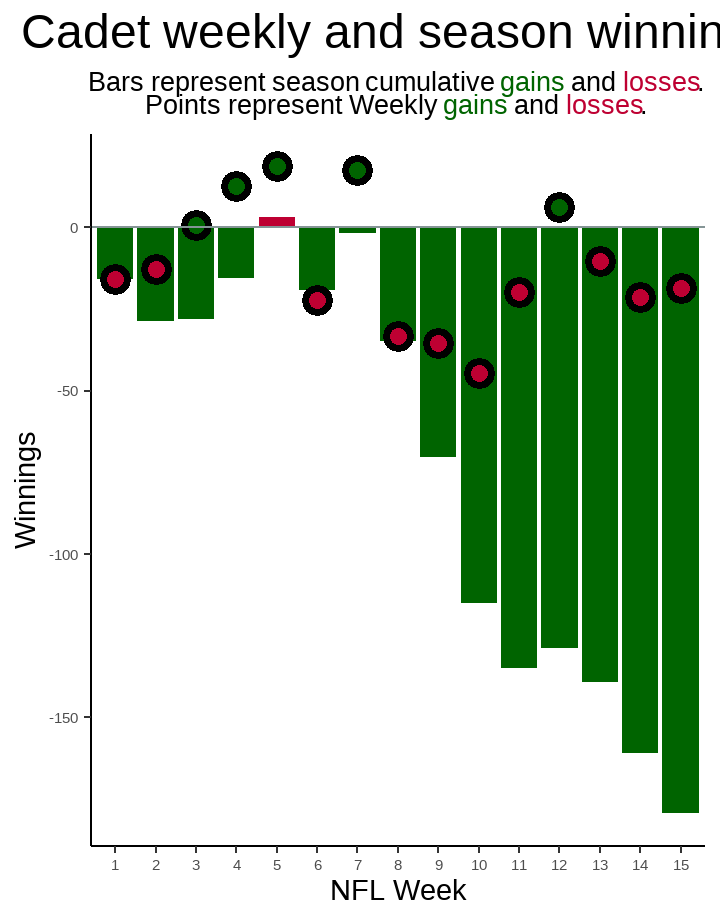 Cadet weekly and season winnin
Bars represent season cumulative gains and losses.
Points represent Weekly gains and losses.
Winnings
0
-50
-100
-150
1 2 3 4 5 6 7 8 9 10 11 12 13 14 15
NFL Week